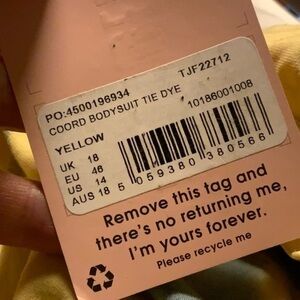 PO:4500196934
TJF22712
COORD BODYSUIT TIE DYE
10186001008
YELLOW
UK 18
EU 46
US 14
AUS 18
5 059380 380566
Remove this tag and
there's no returning me,
I'm yours forever.
Please recycle me